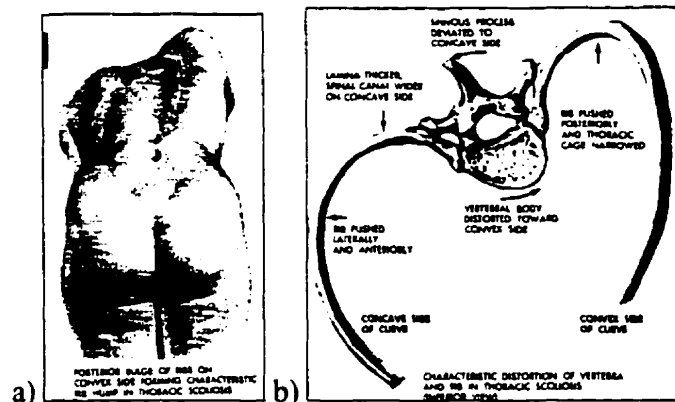 SPINOUS PROCESS
DEVIATED TO
CONCAVE SIDE
LAMINA THICKER,
SPINAL CANAL WIDER
ON CONCAVE SIDE
RIB PUSHED
POSTERIORLY
AND THORACIC
CAGE NARROWED
VERTEBRAL BODY
DISTORTED TOWARD
CONVEX SIDE
RIB PUSHED
LATERALLY
AND ANTERIORLY
CONCAVE SIDE
OF CURVE
CONVEX SIDE
OF CURVE
POSTERIOR BULGE OF RIBS ON
CONVEX SIDE FORMING CHARACTERISTIC
RIB HUMP IN THORACIC SCOLIOSIS
CHARACTERISTIC DISTORTION OF VERTEBRA
AND RIB IN THORACIC SCOLIOSIS
(INFERIOR VIEW)
a)
b)